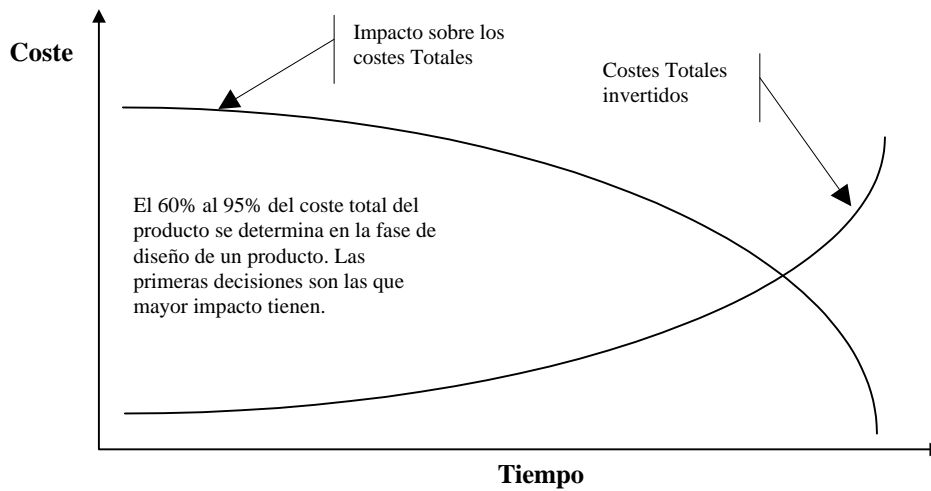 Coste
Impacto sobre los
costes Totales
Costes Totales
invertidos
El 60% al 95% del coste total del
producto se determina en la fase de
diseño de un producto. Las
primeras decisiones son las que
mayor impacto tienen.
Tiempo